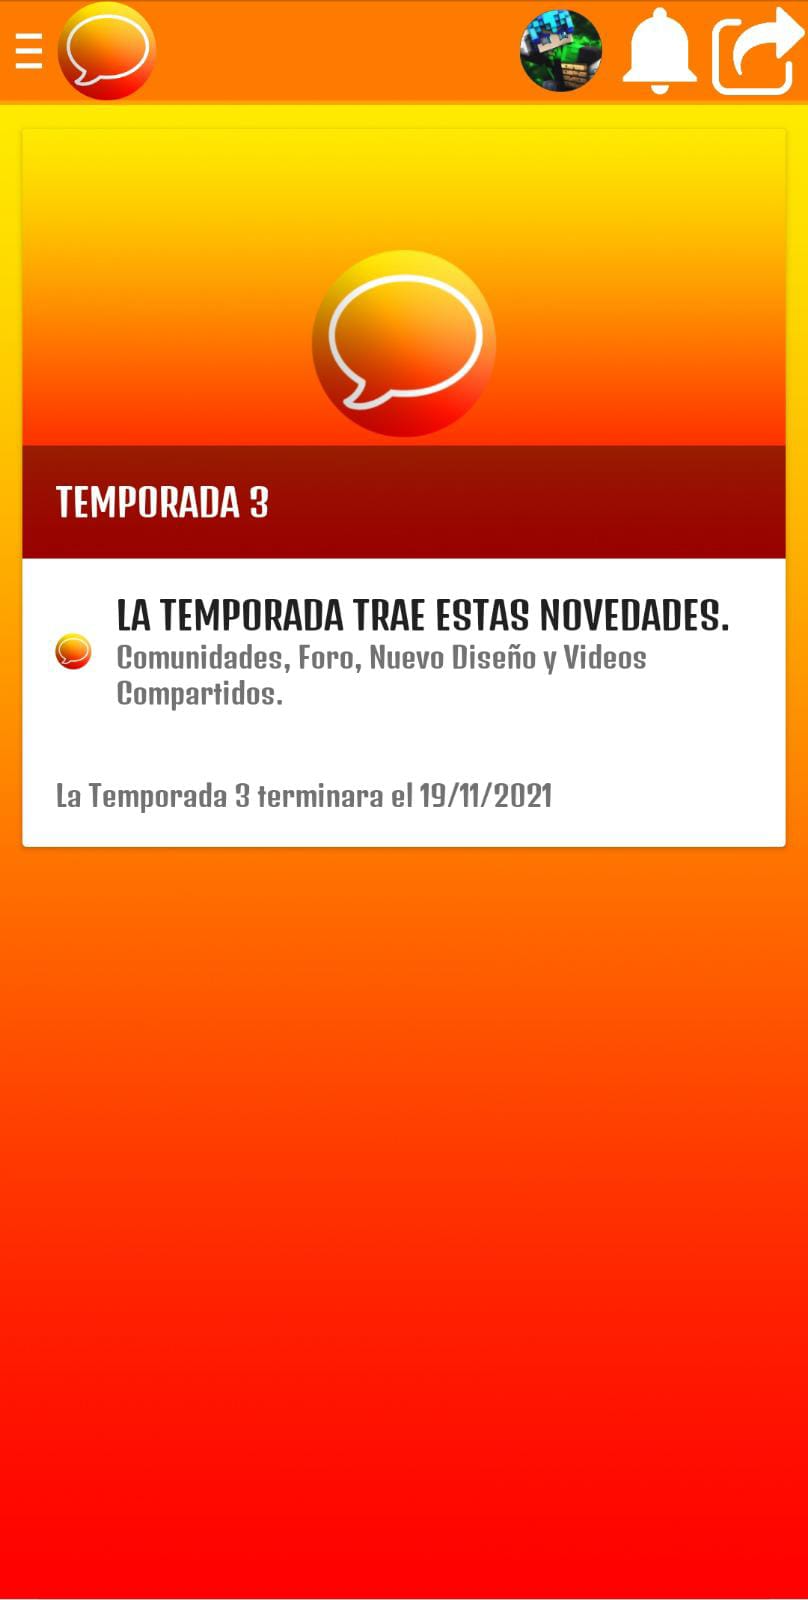 TEMPORADA 3
LA TEMPORADA TRAE ESTAS NOVEDADES.
Comunidades, Foro, Nuevo Diseño y Videos
Compartidos.
La Temporada 3 terminara el 19/11/2021